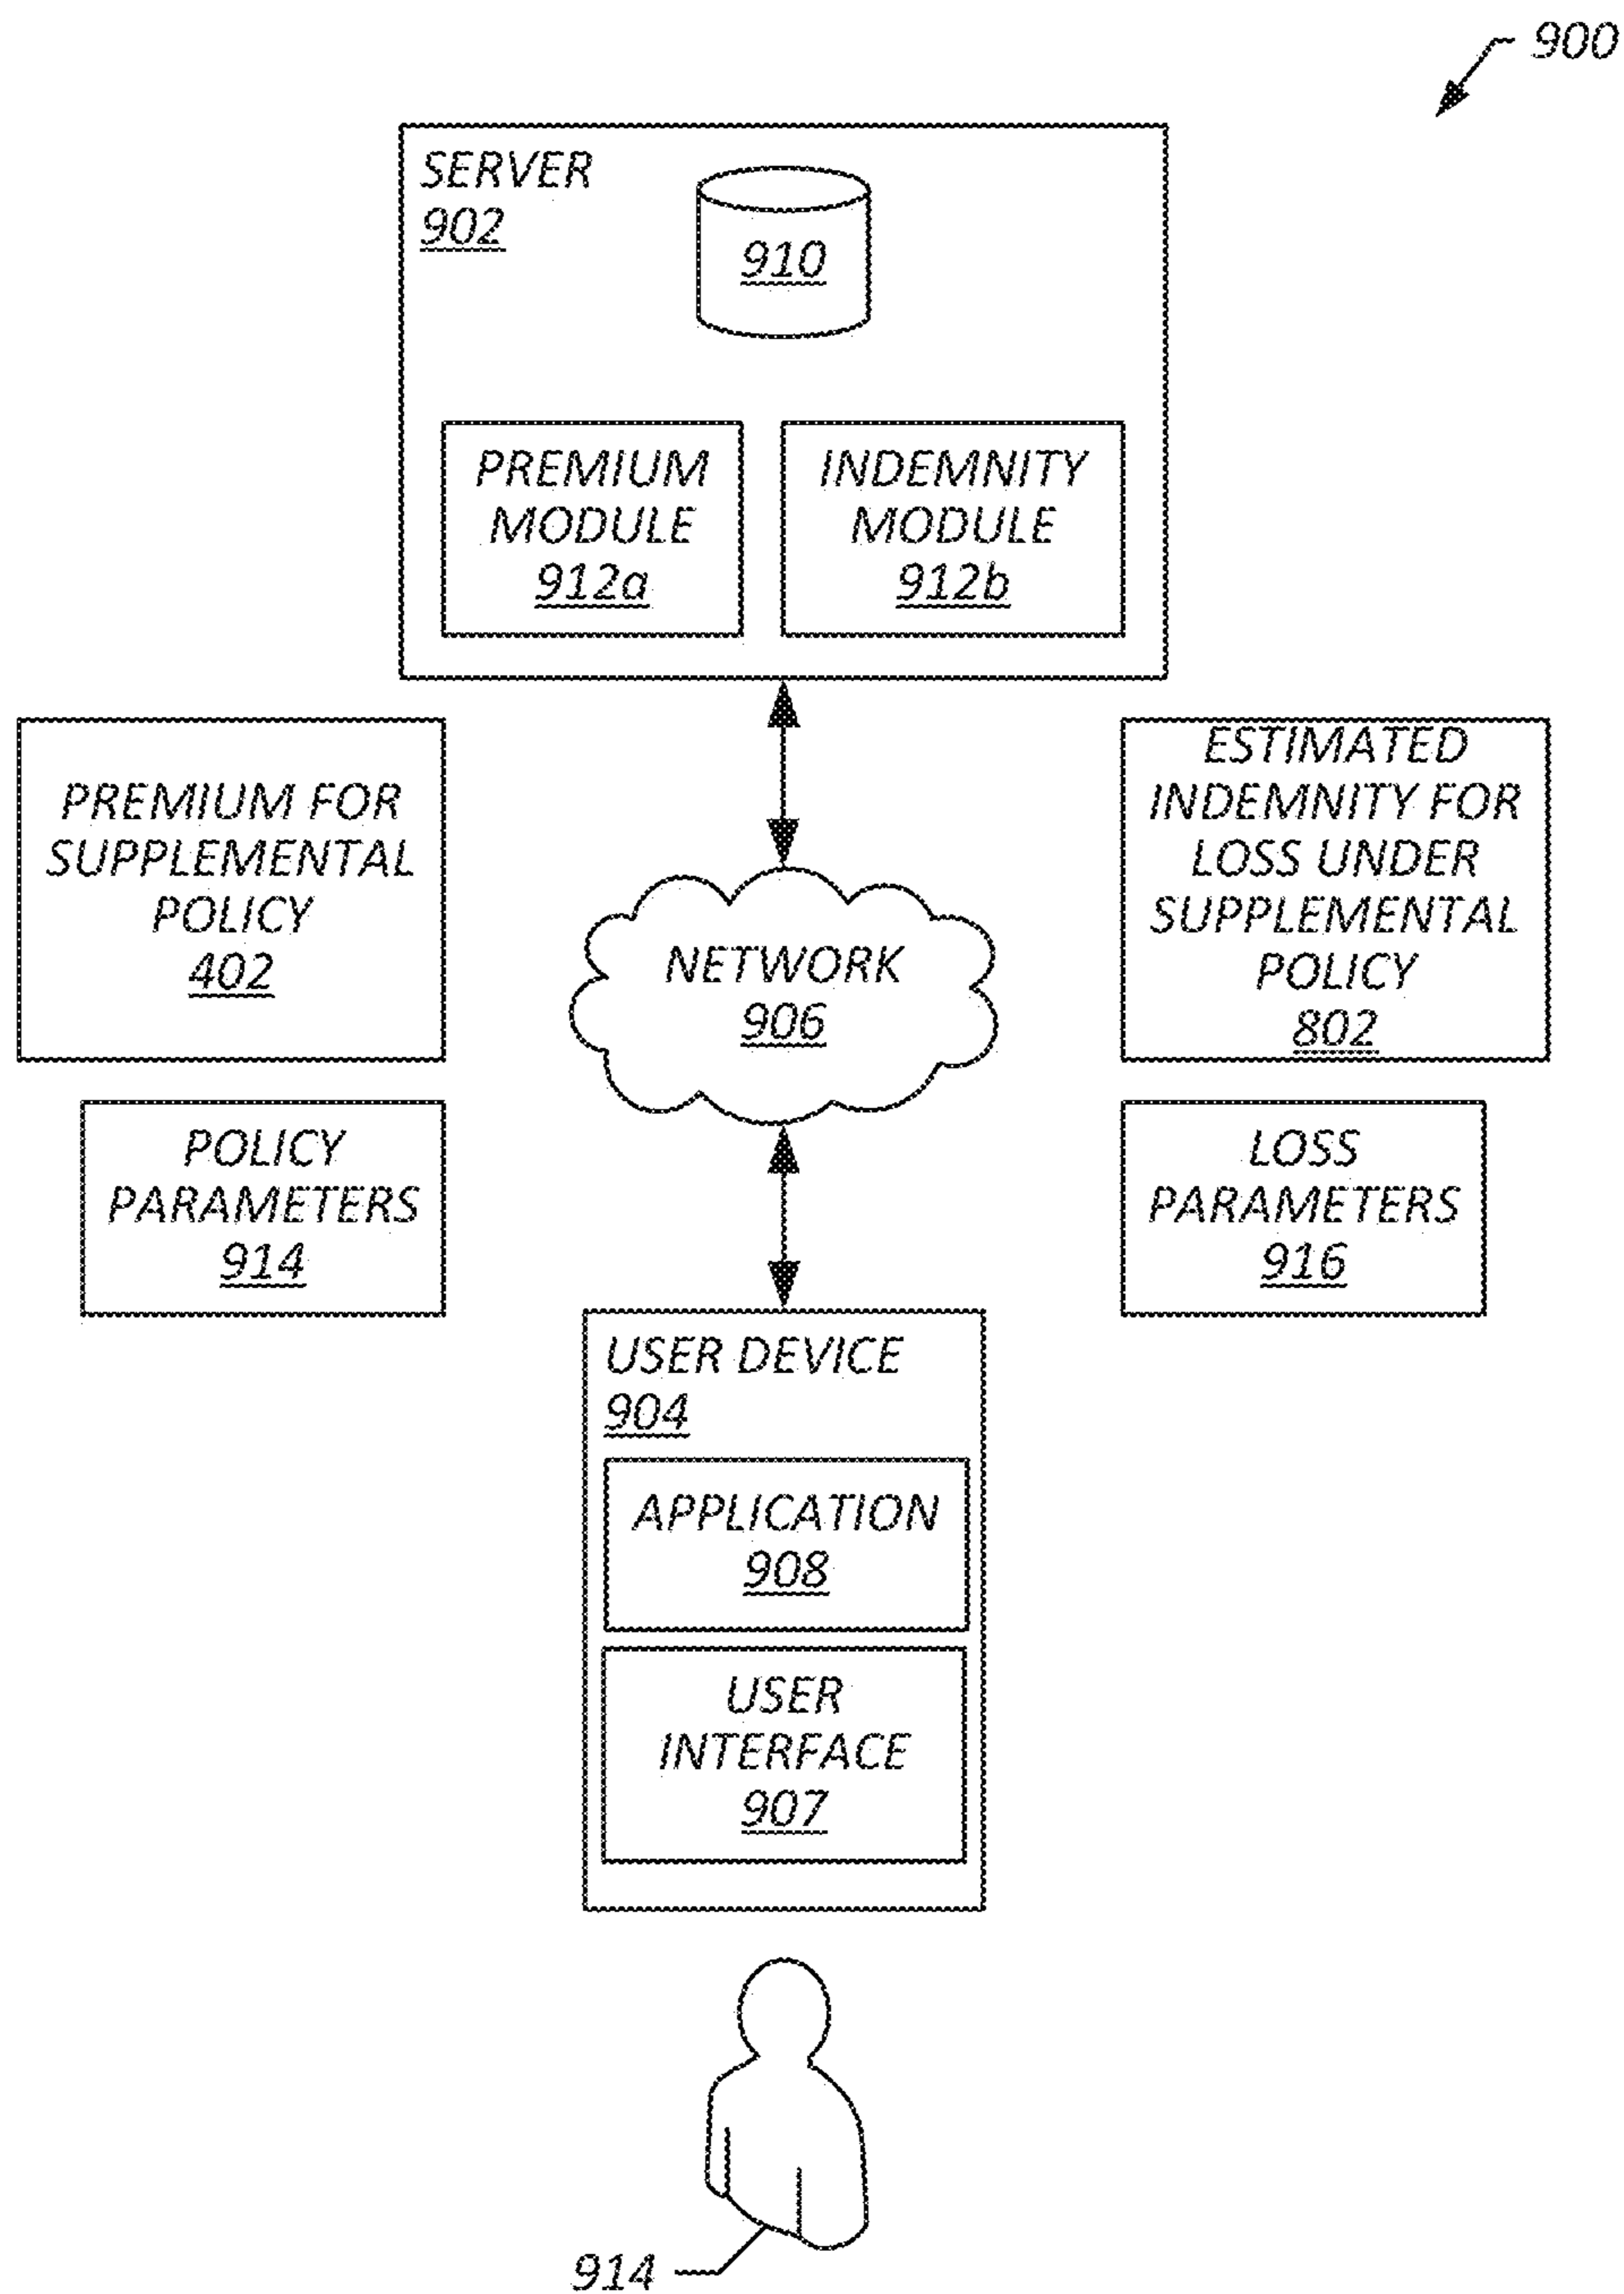 900
SERVER
902
910
PREMIUM
MODULE
912a
INDEMNITY
MODULE
912b
PREMIUM FOR
SUPPLEMENTAL
POLICY
402
ESTIMATED
INDEMNITY FOR
LOSS UNDER
SUPPLEMENTAL
POLICY
802
NETWORK
906
POLICY
PARAMETERS
914
LOSS
PARAMETERS
916
USER DEVICE
904
APPLICATION
908
USER
INTERFACE
907
914